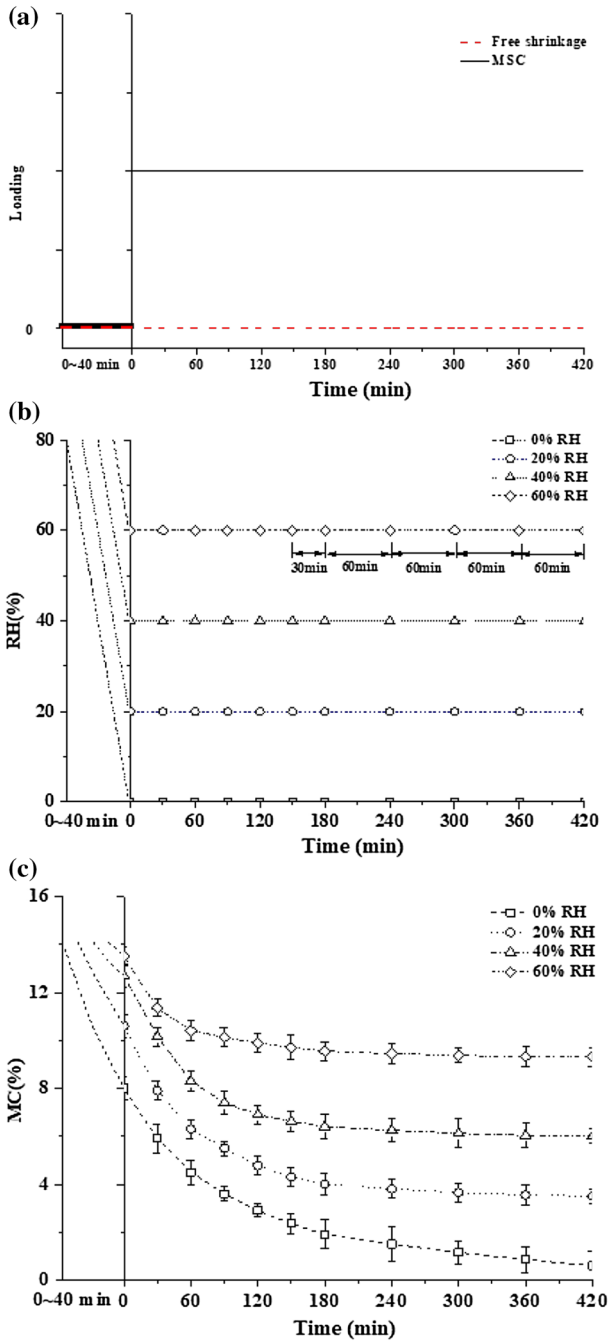 (a)
Free shrinkage
MSC
Loading
0
0~40 min 0 60 120 180 240 300 360 420
Time (min)
(b)
80
60
40
20
0
RH(%)
0% RH
20% RH
40% RH
60% RH
30min 60min 60min 60min 60min
0~40 min 0 60 120 180 240 300 360 420
Time (min)
(c)
16
12
8
4
0
MC(%)
0% RH
20% RH
40% RH
60% RH
0~40 min 0 60 120 180 240 300 360 420
Time (min)